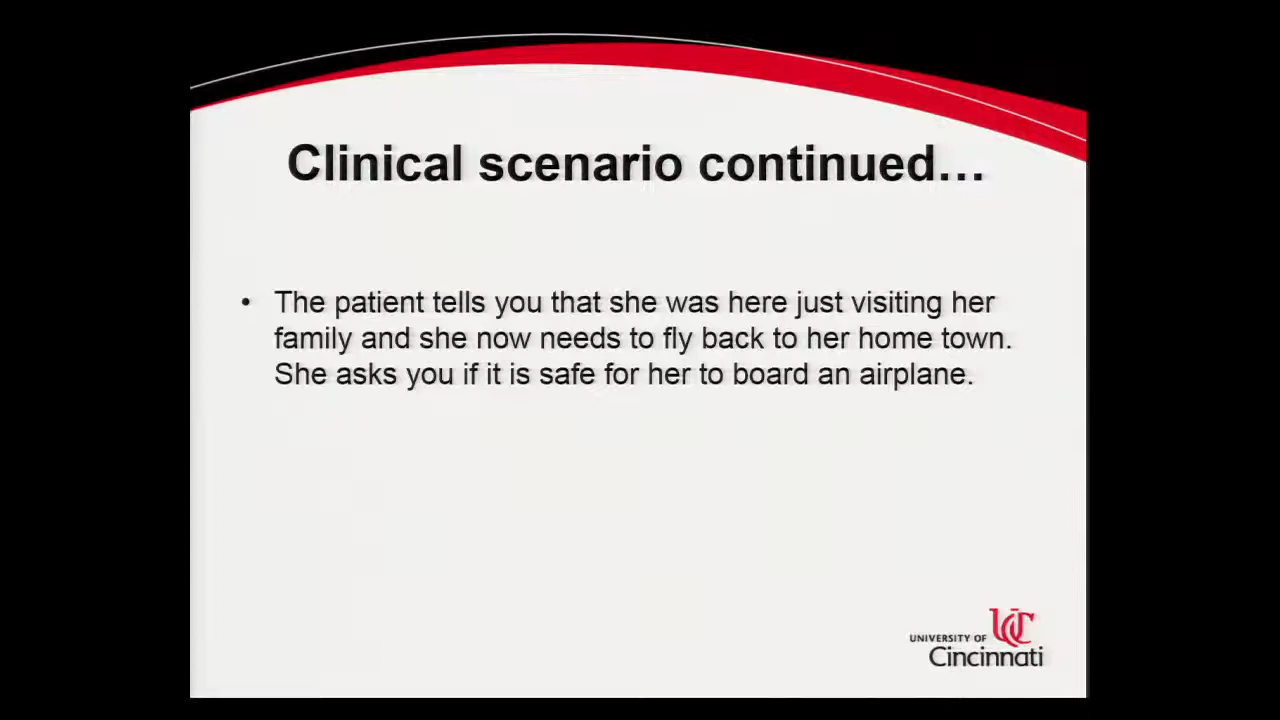 Clinical scenario continued…
• The patient tells you that she was here just visiting her
family and she now needs to fly back to her home town.
She asks you if it is safe for her to board an airplane.
UC
UNIVERSITY OF
Cincinnati